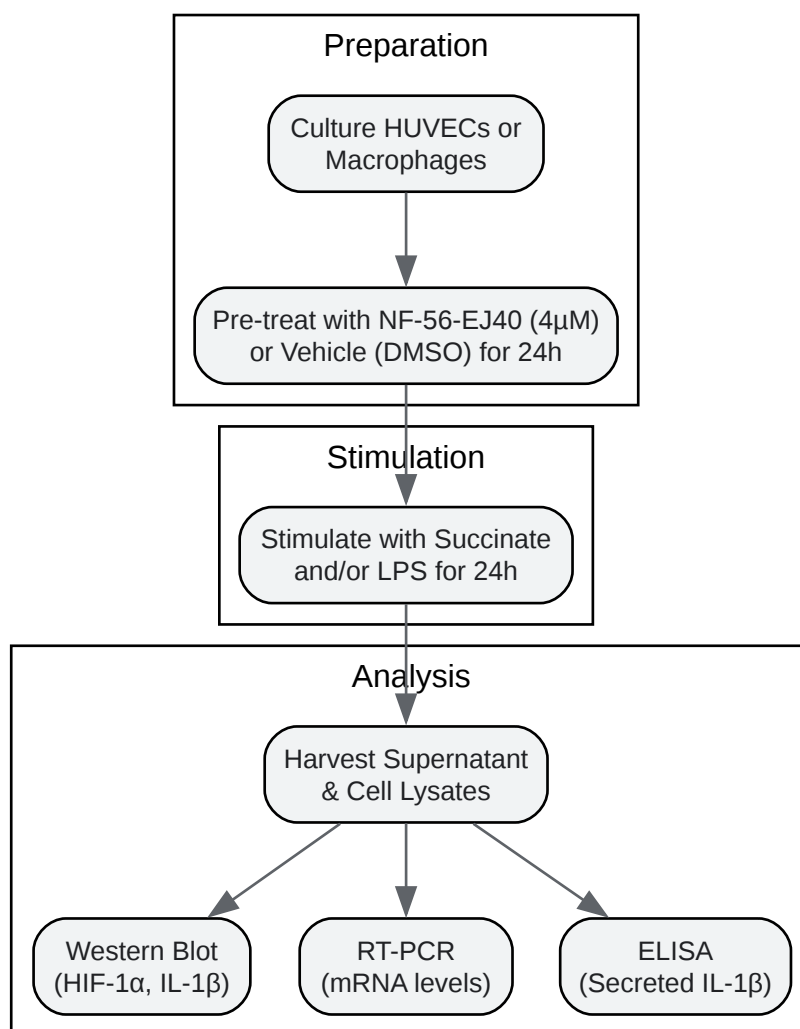 Preparation
Culture HUVECs or
Macrophages
Pre-treat with NF-56-EJ40 (4µM)
or Vehicle (DMSO) for 24h
Stimulation
Stimulate with Succinate
and/or LPS for 24h
Analysis
Harvest Supernatant
& Cell Lysates
Western Blot
(HIF-1α, IL-1β)
RT-PCR
(mRNA levels)
ELISA
(Secreted IL-1β)